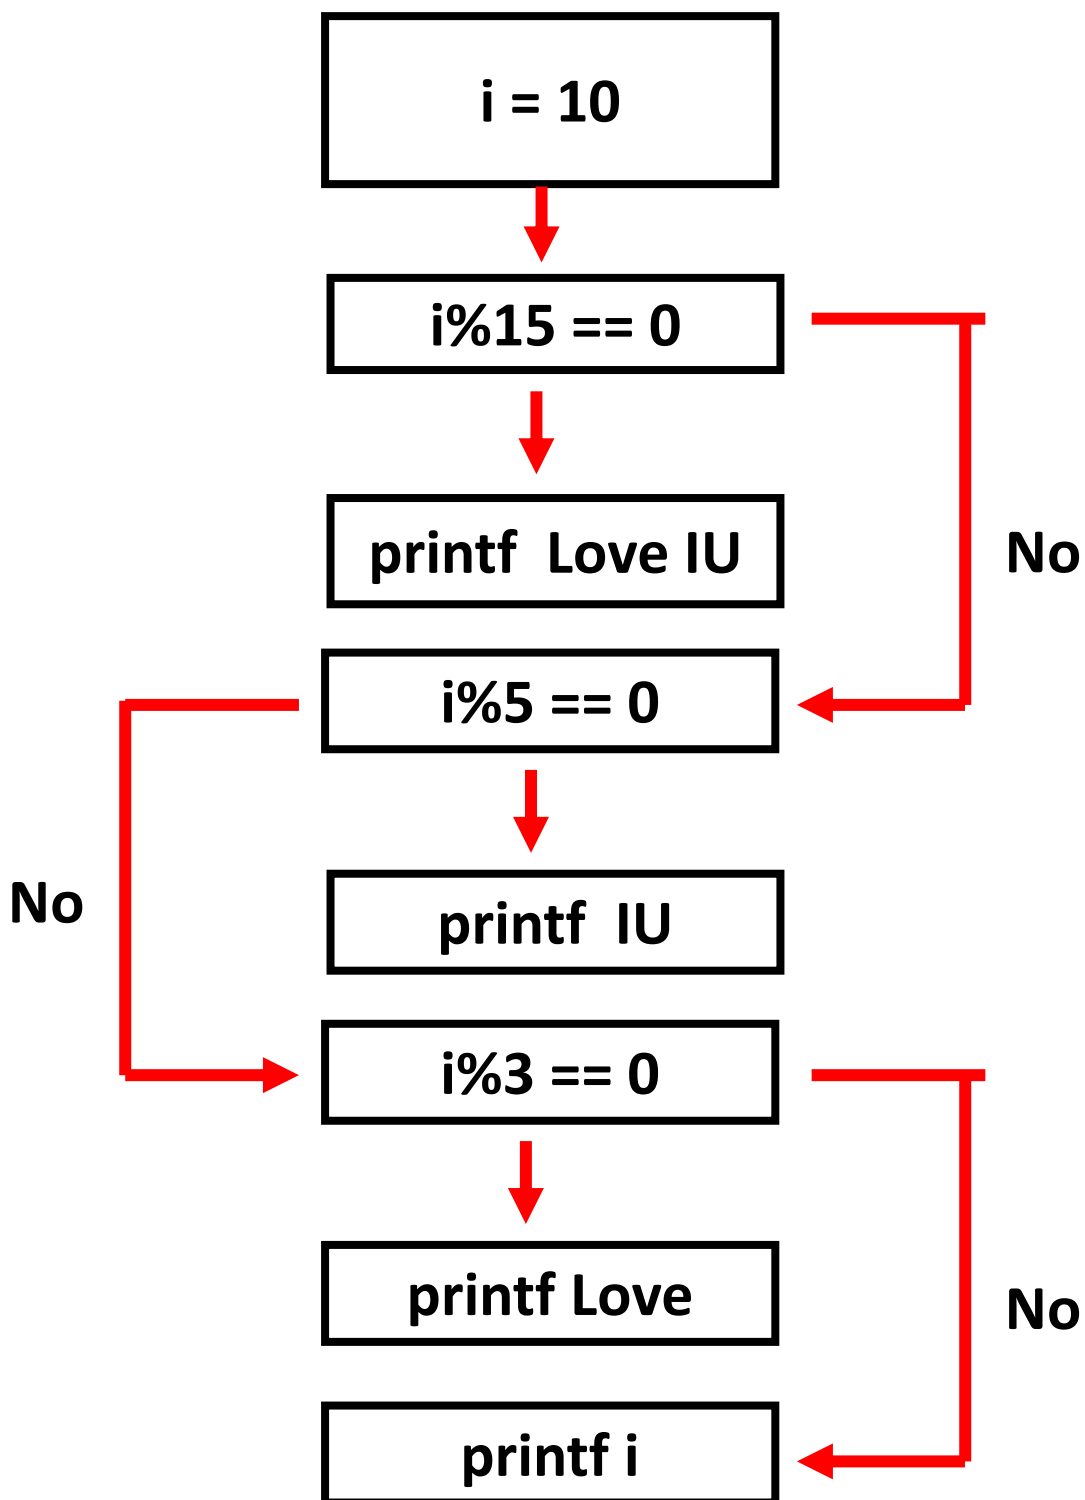 i = 10
i%15 == 0
printf  Love IU
No
i%5 == 0
No
printf  IU
i%3 == 0
printf Love
No
printf i